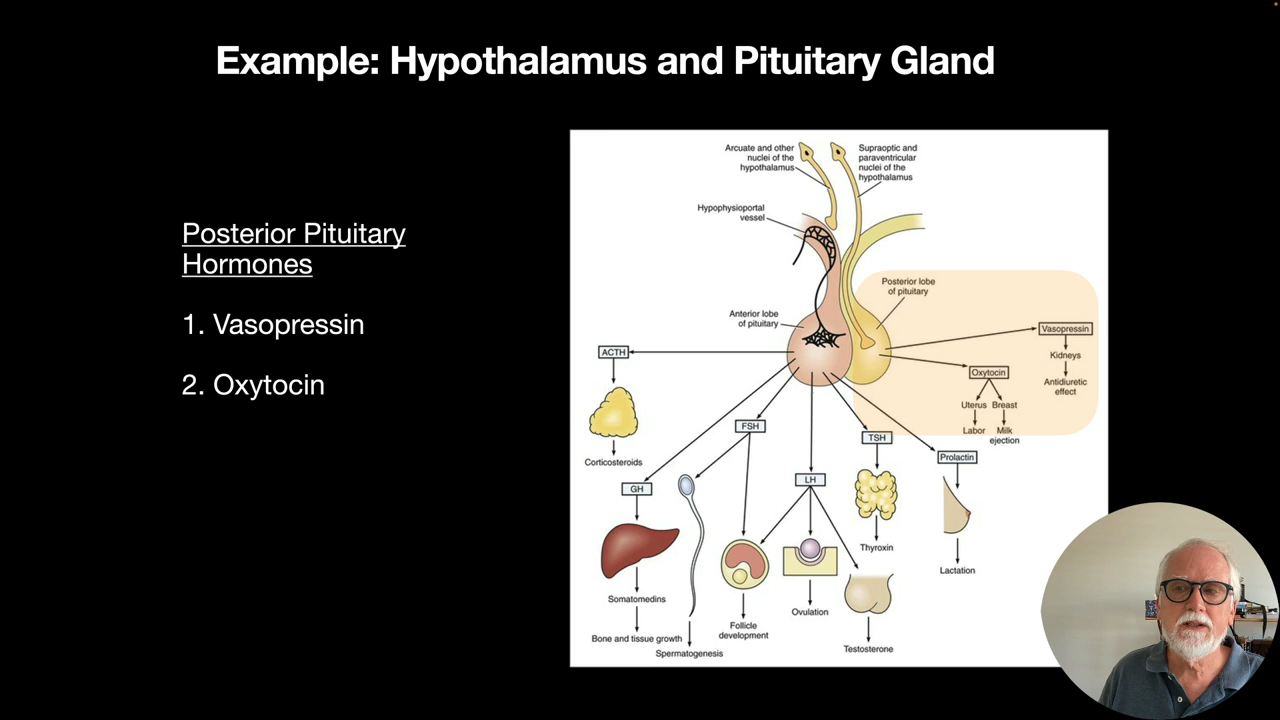 Example: Hypothalamus and Pituitary Gland
Posterior Pituitary
Hormones
1. Vasopressin
2. Oxytocin
Arcuate and other
nuclei of the
hypothalamus
Supraoptic and
paraventricular
nuclei of the
hypothalamus
Hypophysioportal
vessel
Posterior lobe
of pituitary
Anterior lobe
of pituitary
Vasopressin
Kidneys
Antidiuretic
effect
Oxytocin
Uterus
Breast
Labor
Milk
ejection
ACTH
Corticosteroids
FSH
TSH
Prolactin
GH
LH
Thyroxin
Lactation
Somatomedins
Bone and tissue growth
Spermatogenesis
Follicle
development
Ovulation
Testosterone